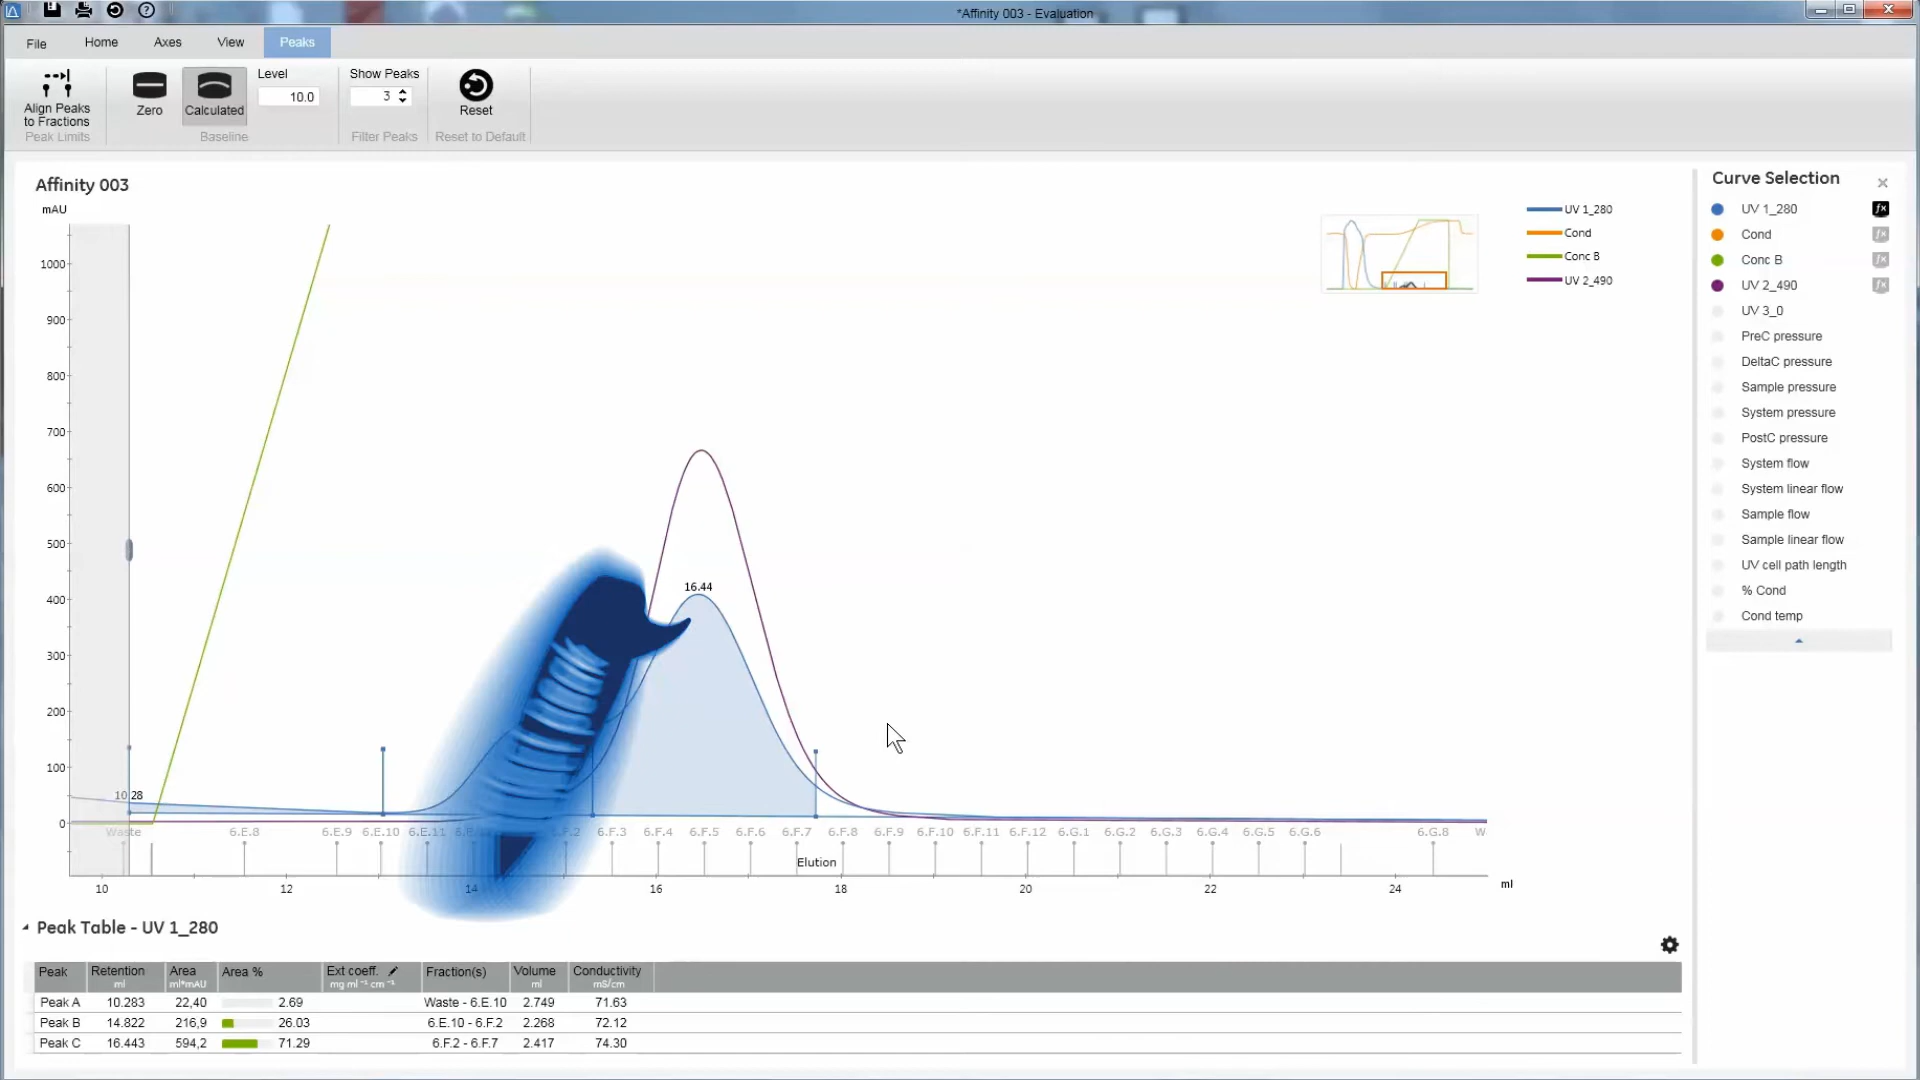 *Affinity 003 - Evaluation
File Home Axes View Peaks
Align Peaks to Fractions
Peak Limits
Zero
Calculated
Level
10.0
Baseline
Show Peaks
3
Filter Peaks
Reset
Reset to Default
Affinity 003
mAU
1000
900
800
700
600
500
400
300
200
100
0
16.44
10.28
UV 1_280
Cond
Conc B
UV 2_490
Waste 6.E.8 6.E.9 6.E.10 6.E.11 6.F.3 6.F.4 6.F.5 6.F.6 6.F.7 6.F.8 6.F.9 6.F.10 6.F.11 6.F.12 6.G.1 6.G.2 6.G.3 6.G.4 6.G.5 6.G.6 6.G.8 W
Elution
10 12 14 16 18 20 22 24 ml
Curve Selection
UV 1_280
Cond
Conc B
UV 2_490
UV 3_0
PreC pressure
DeltaC pressure
Sample pressure
System pressure
PostC pressure
System flow
System linear flow
Sample flow
Sample linear flow
UV cell path length
% Cond
Cond temp
Peak Table - UV 1_280
Peak Retention Area Area % Ext coeff. Fraction(s) Volume Conductivity
ml ml*mAU mg ml⁻¹ cm⁻¹ ml mS/cm
Peak A 10.283 22,40 2.69 Waste - 6.E.10 2.749 71.63
Peak B 14.822 216,9 26.03 6.E.10 - 6.F.2 2.268 72.12
Peak C 16.443 594,2 71.29 6.F.2 - 6.F.7 2.417 74.30